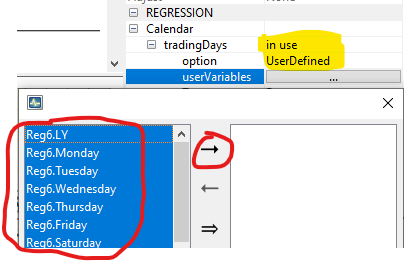 REGRESSION
Calendar
tradingDays in use
option UserDefined
userVariables ...
Reg6.LY
Reg6.Monday
Reg6.Tuesday
Reg6.Wednesday
Reg6.Thursday
Reg6.Friday
Reg6.Saturday